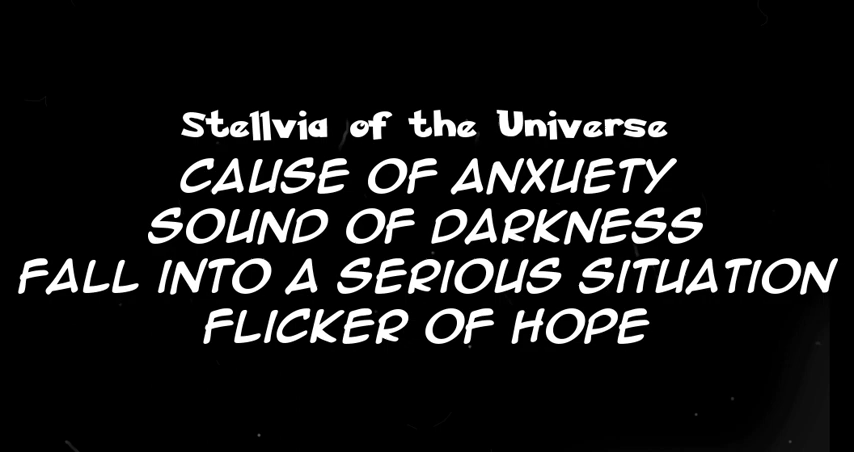 Stellvia of the Universe
CAUSE OF ANXUETY
SOUND OF DARKNESS
FALL INTO A SERIOUS SITUATION
FLICKER OF HOPE